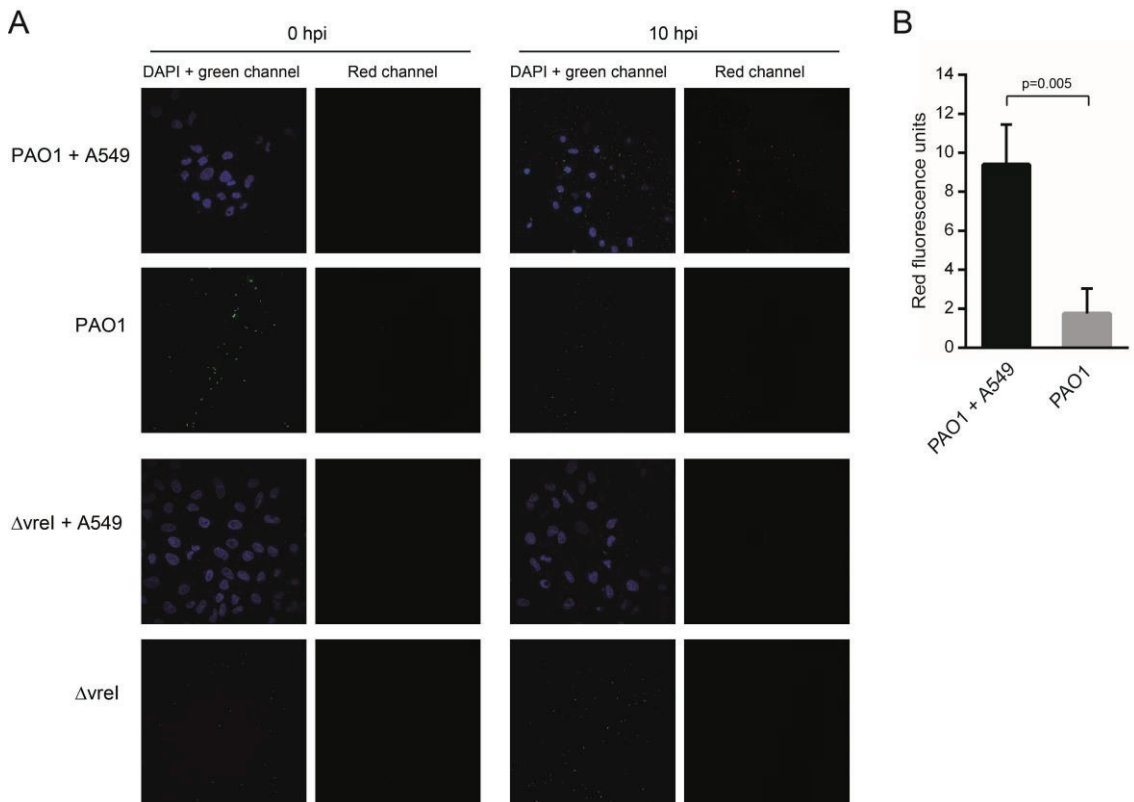 A
0 hpi
10 hpi
DAPI + green channel
Red channel
DAPI + green channel
Red channel
PAO1 + A549
PAO1
ΔvreI + A549
ΔvreI
B
14
12
10
8
6
4
2
0
Red fluorescence units
p=0.005
PAO1 + A549
PAO1